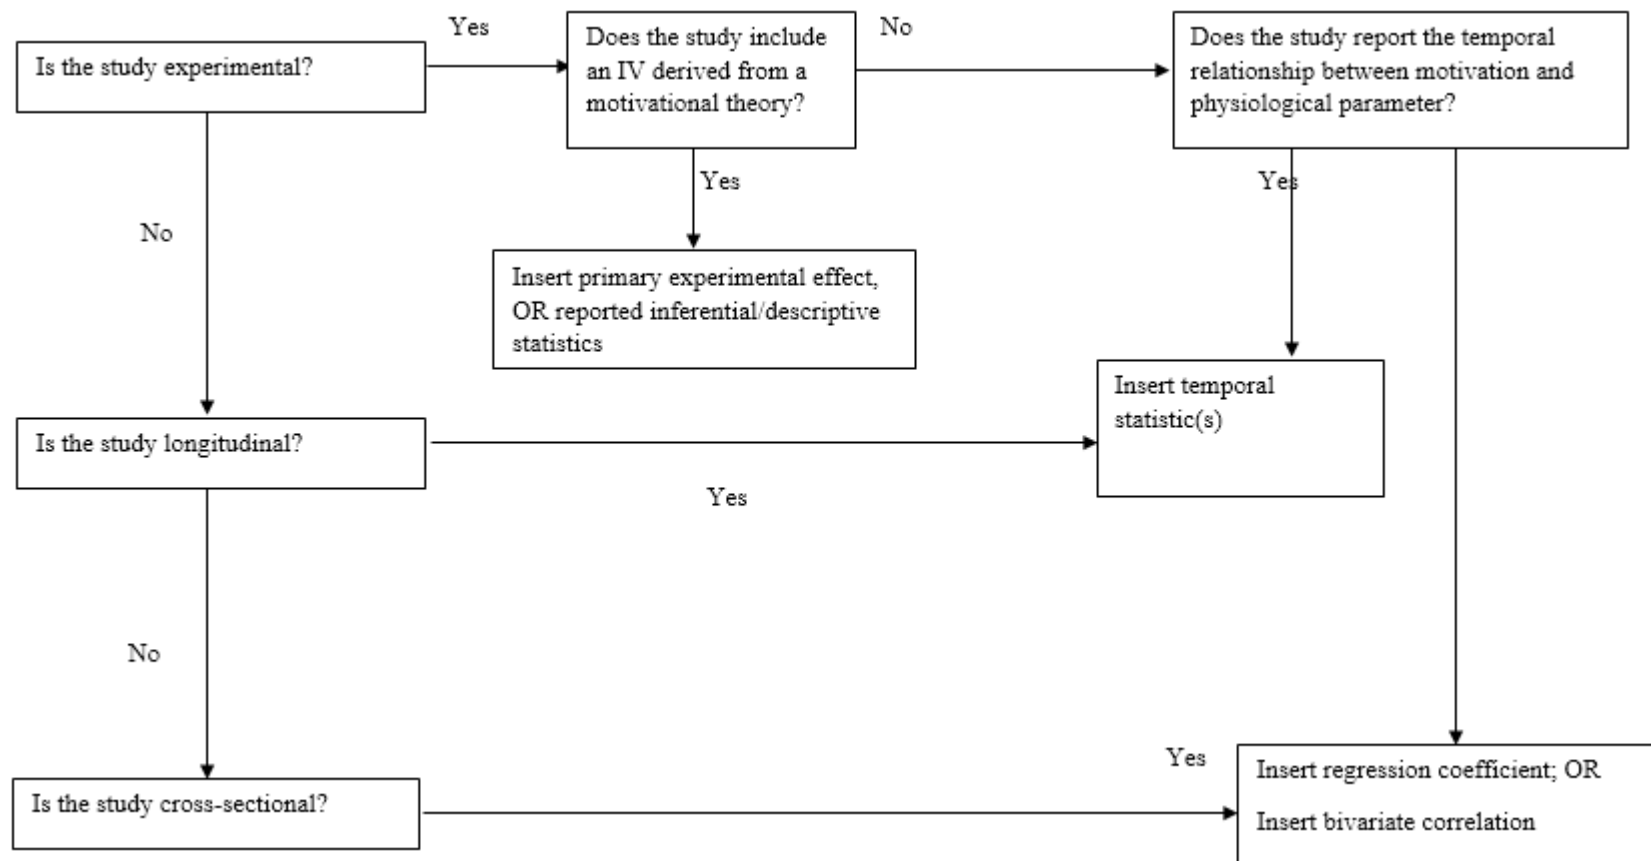 Is the study experimental?
Yes
Does the study include
an IV derived from a
motivational theory?
No
Does the study report the temporal
relationship between motivation and
physiological parameter?
Yes
Yes
No
Insert primary experimental effect,
OR reported inferential/descriptive
statistics
Insert temporal
statistic(s)
Is the study longitudinal?
Yes
No
Is the study cross-sectional?
Yes
Insert regression coefficient; OR
Insert bivariate correlation